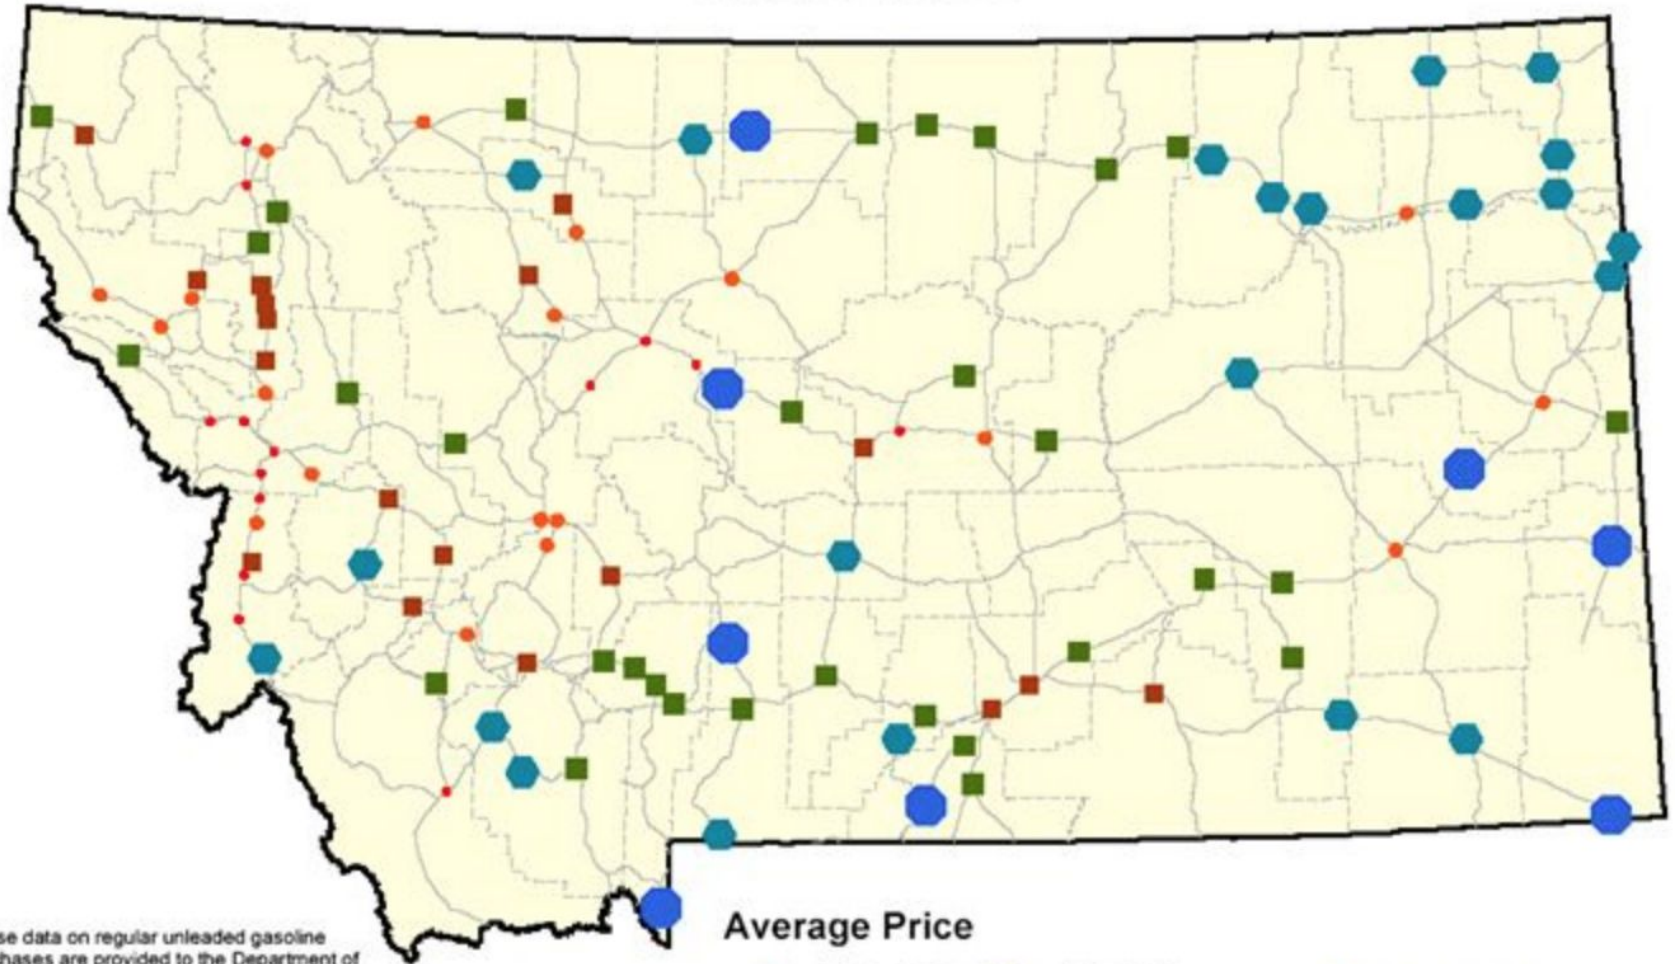 se data on regular unleaded gasoline
hases are provided to the Department of
Average Price